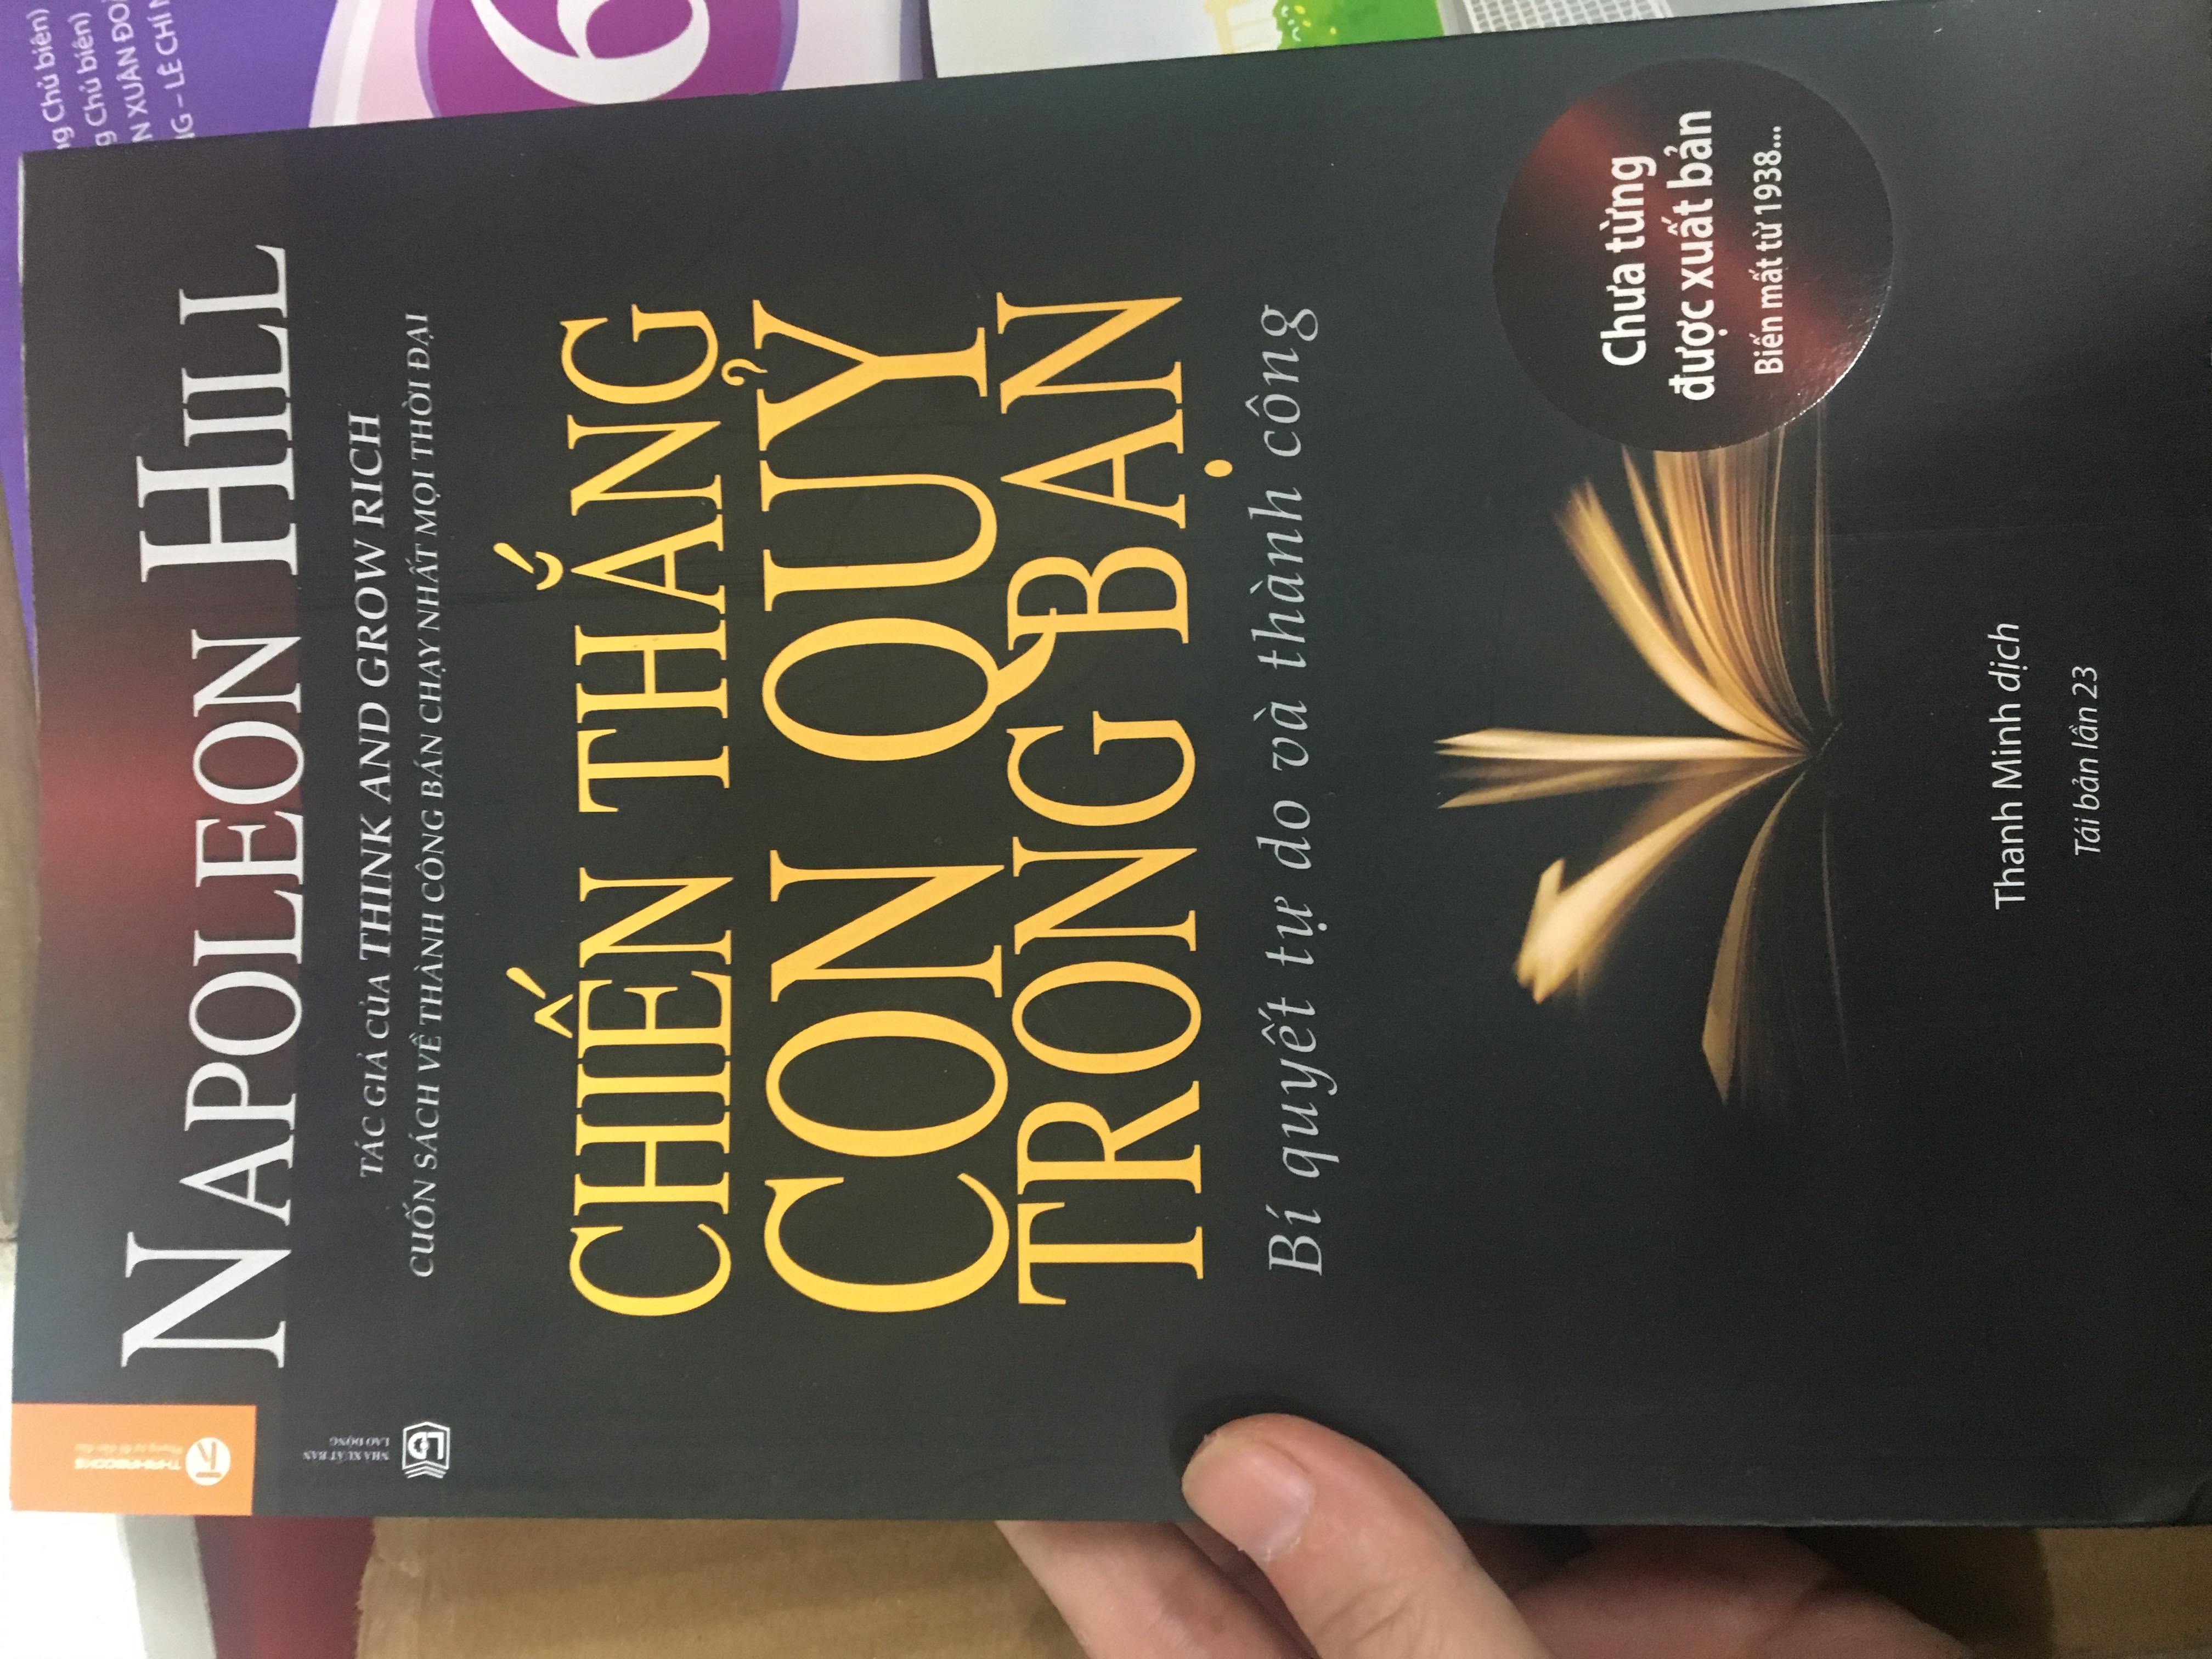 THAIHABOOKS
NHÀ XUẤT BẢN
LAO ĐỘNG
NAPOLEON HILL
TÁC GIẢ CỦA THINK AND GROW RICH
CUỐN SÁCH VỀ THÀNH CÔNG BÁN CHẠY NHẤT MỌI THỜI ĐẠI
CHIẾN THẮNG
CON QUỶ
TRONG BẠN
Bí quyết tự do và thành công
Chưa từng
được xuất bản
Biến mất từ 1938...
Thanh Minh dịch
Tái bản lần 23
Chủ biên)
Chủ biên)
XUÂN
– LÊ CHÍ
6